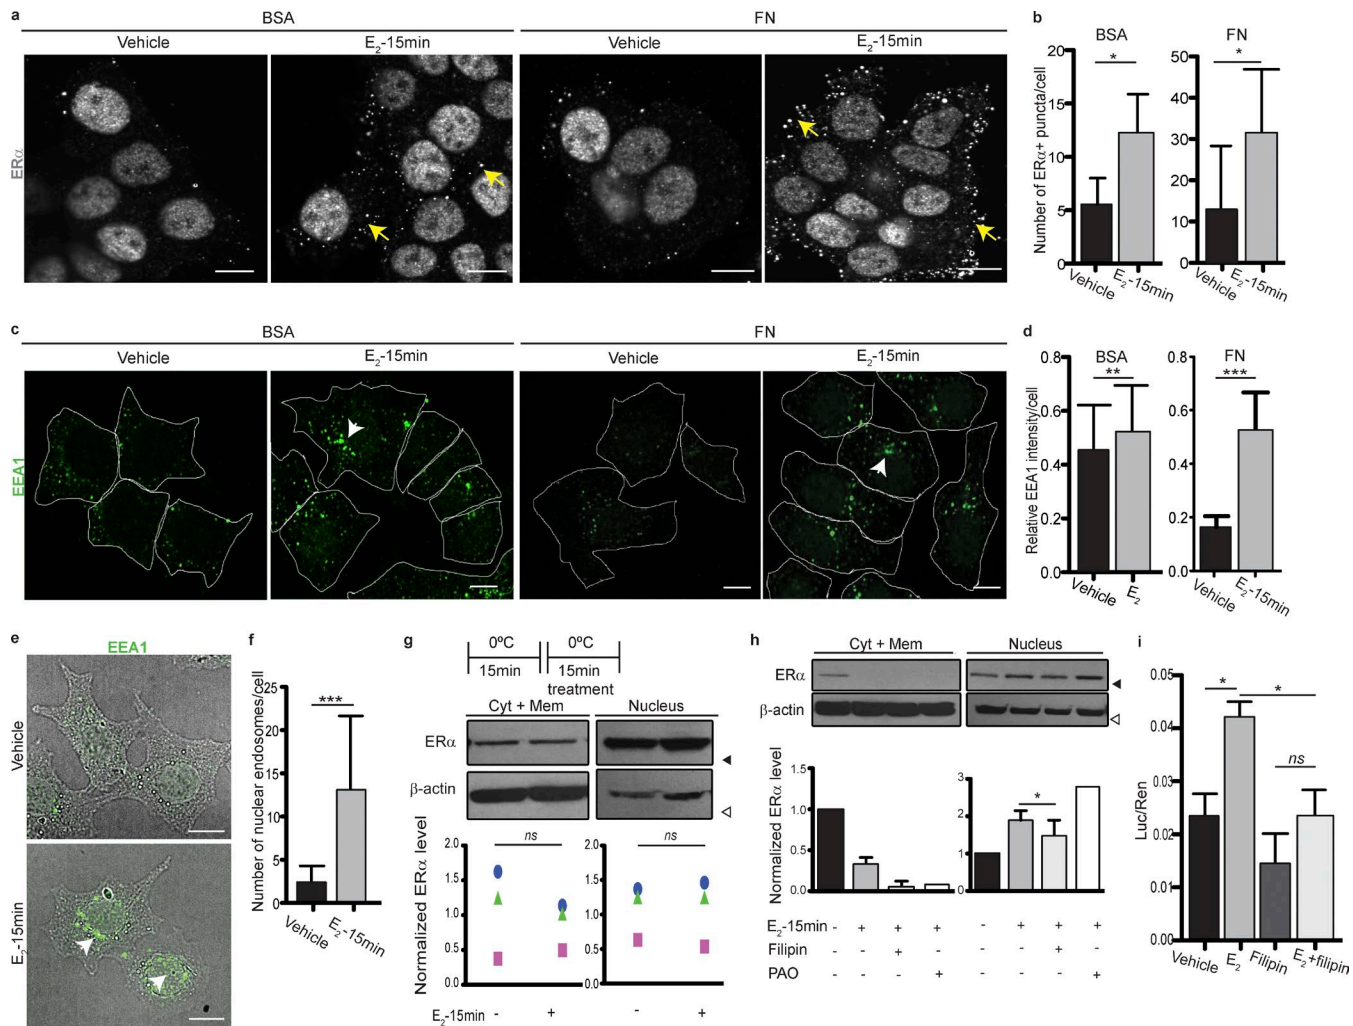 a
BSA
FN
Vehicle
E2-15min
Vehicle
E2-15min
ERα
b
BSA
FN
Number of ERα+ puncta/cell
20
15
10
5
0
*
50
40
30
20
10
0
*
Vehicle
E2-15min
Vehicle
E2-15min
c
BSA
FN
Vehicle
E2-15min
Vehicle
E2-15min
EEA1
d
BSA
FN
Relative EEA1 intensity/cell
0.8
0.6
0.4
0.2
0.0
**
0.8
0.6
0.4
0.2
0.0
***
Vehicle
E2
Vehicle
E2-15min
e
EEA1
Vehicle
E2-15min
f
Number of nuclear endosomes/cell
25
20
15
10
5
0
***
Vehicle
E2-15min
g
0ºC
0ºC
15min
15min
treatment
Cyt + Mem
Nucleus
ERα
β-actin
Normalized ERα level
2.0
1.5
1.0
0.5
0.0
ns
2.0
1.5
1.0
0.5
0.0
ns
E2-15min
-
+
-
+
h
Cyt + Mem
Nucleus
ERα
β-actin
Normalized ERα level
1.5
1.0
0.5
0.0
3
2
1
0
*
E2-15min - + + + - + + +
Filipin - - + - - - + -
PAO - - - + - - - +
i
Luc/Ren
0.05
0.04
0.03
0.02
0.01
0.00
*
*
ns
Vehicle
E2
Filipin
E2+filipin